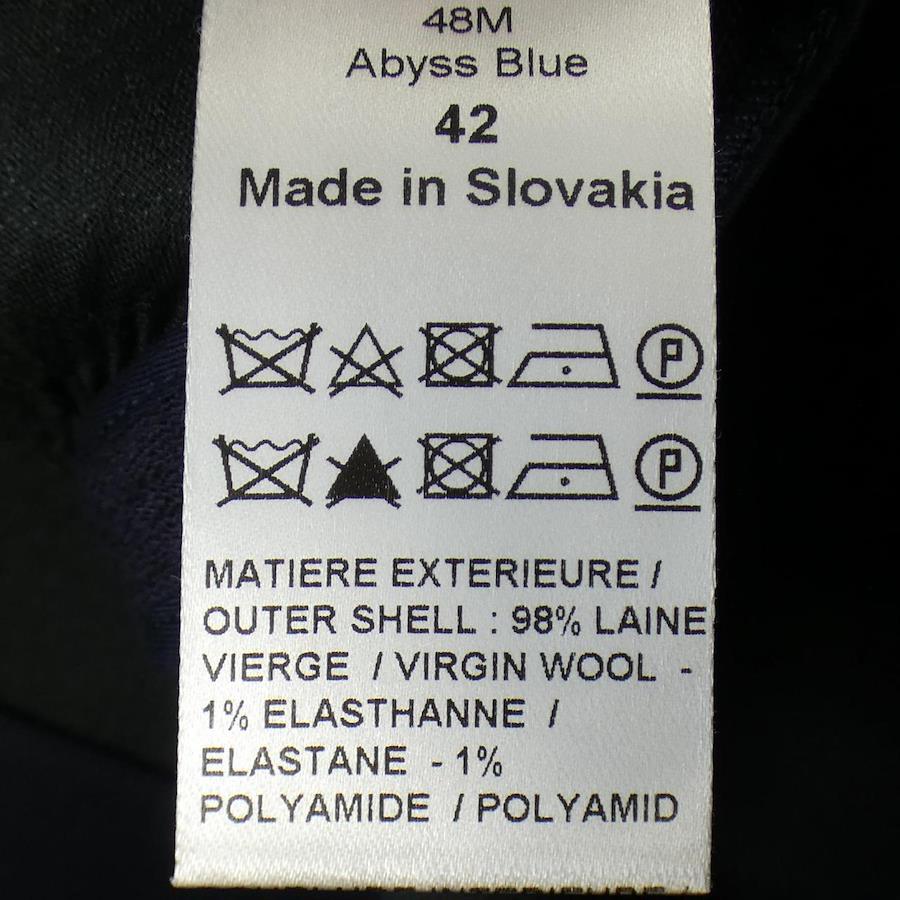 48M
Abyss Blue
42
Made in Slovakia
P
P
MATIERE EXTERIEURE /
OUTER SHELL : 98% LAINE
VIERGE / VIRGIN WOOL -
1% ELASTHANNE /
ELASTANE - 1%
POLYAMIDE / POLYAMID